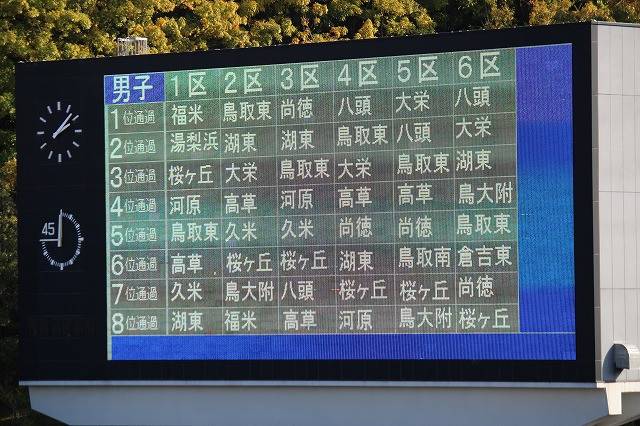 男子 1区 2区 3区 4区 5区 6区
1位通過 福米 鳥取東 尚徳 八頭 大栄 八頭
2位通過 湯梨浜 湖東 湖東 鳥取東 八頭 大栄
3位通過 桜ヶ丘 大栄 鳥取東 大栄 鳥取東 湖東
4位通過 河原 高草 河原 高草 高草 鳥大附
5位通過 鳥取東 久米 久米 尚徳 尚徳 鳥取東
6位通過 高草 桜ヶ丘 桜ヶ丘 湖東 鳥取南 倉吉東
7位通過 久米 鳥大附 八頭 桜ヶ丘 桜ヶ丘 尚徳
8位通過 湖東 福米 高草 河原 鳥大附 桜ヶ丘
45